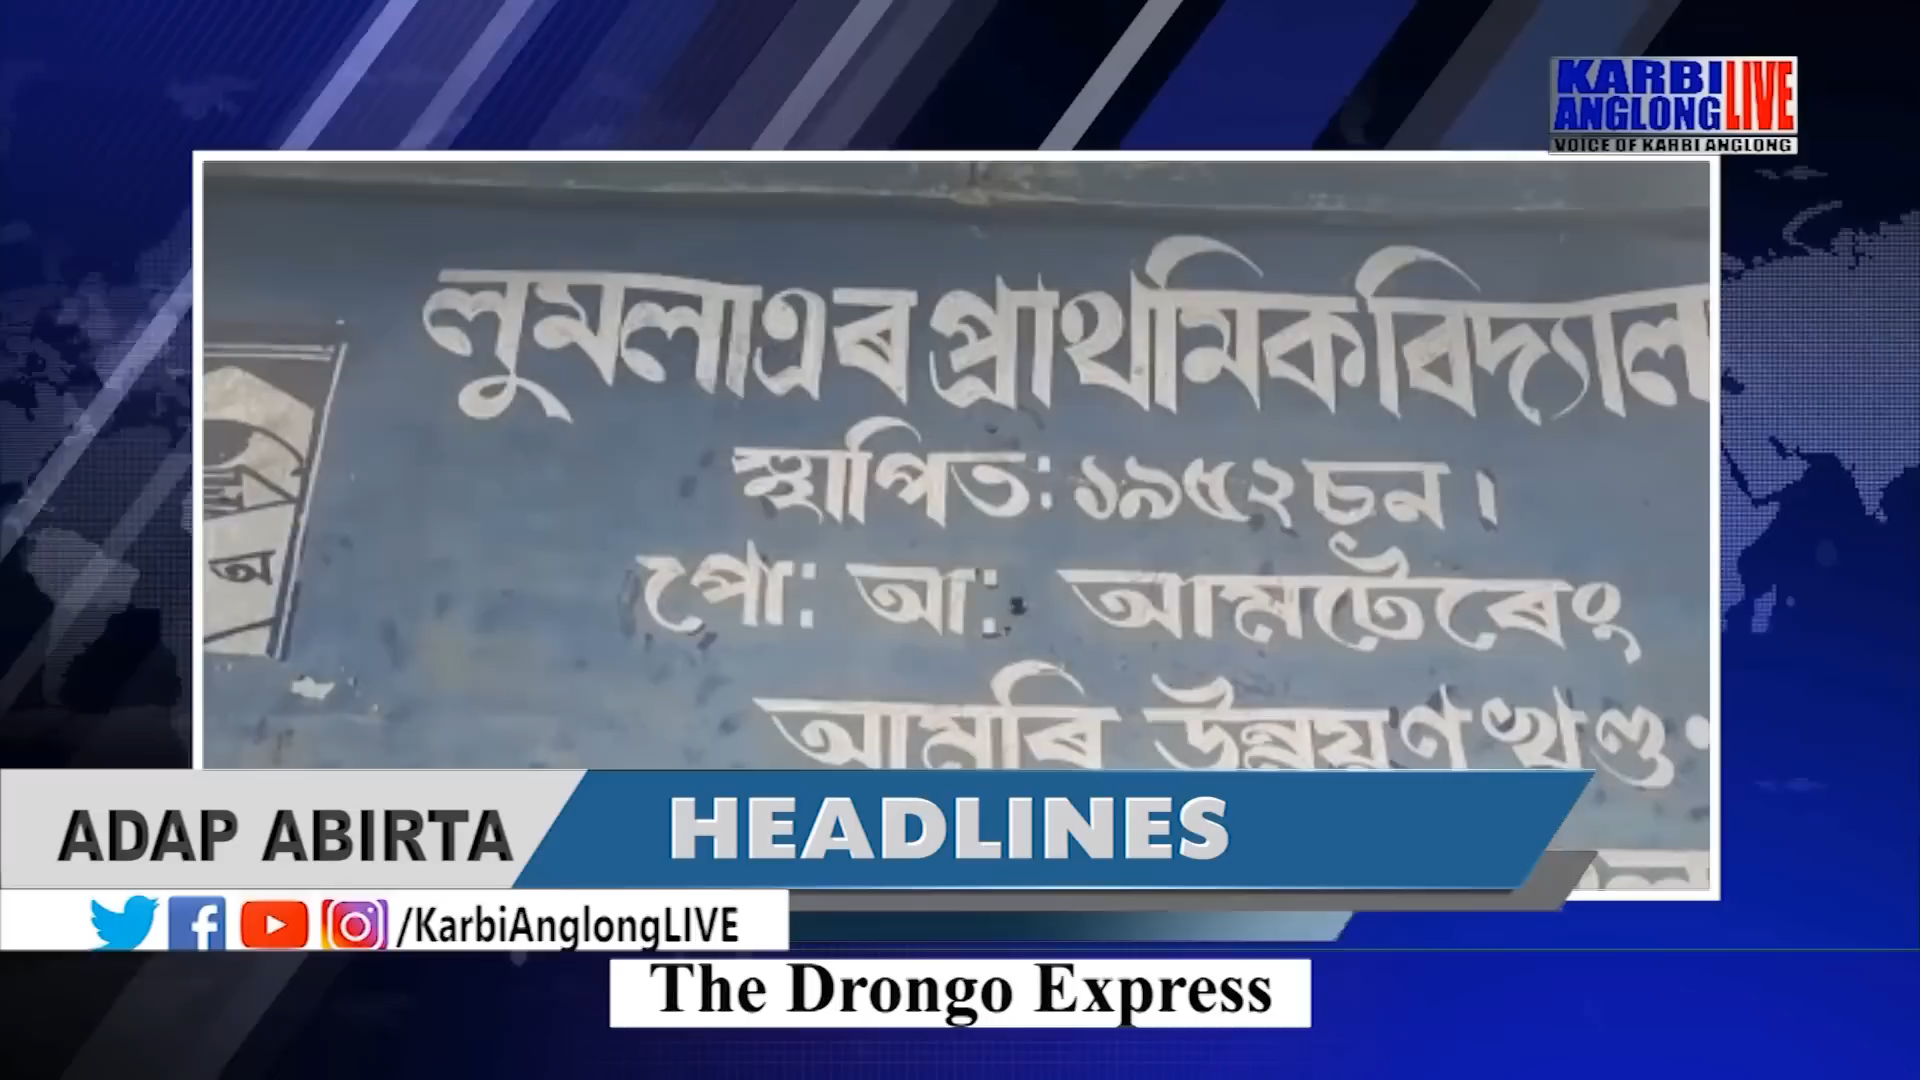 KARBI ANGLONG LIVE
VOICE OF KARBI ANGLONG
লুমলাএৰ প্ৰাথমিক বিদ্যাল
স্থাপিত: ১৯৫২ চন।
পো: আ: আমটেৰেং
অ
আমৰি উন্নয়ণ খণ্ড:
ADAP ABIRTA
HEADLINES
/KarbiAnglongLIVE
The Drongo Express